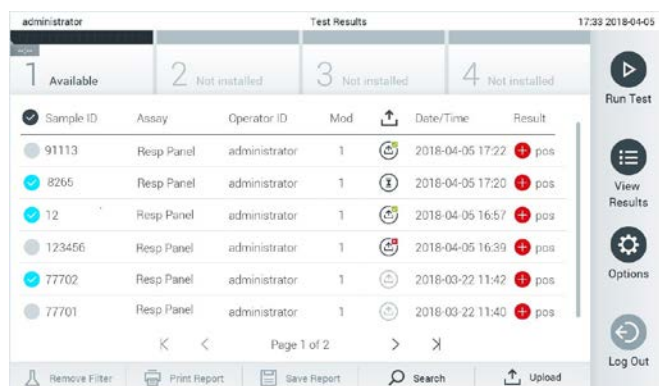 administrator Test Results 17:33 2018-04-05
1 Available 2 Not installed 3 Not installed 4 Not installed
Run Test
Sample ID Assay Operator ID Mod Date/Time Result
91113 Resp Panel administrator 1 2018-04-05 17:22 pos
8265 Resp Panel administrator 1 2018-04-05 17:20 pos
View
Results
12 Resp Panel administrator 1 2018-04-05 16:57 pos
123456 Resp Panel administrator 1 2018-04-05 16:39 pos
77702 Resp Panel administrator 1 2018-03-22 11:42 pos
Options
77701 Resp Panel administrator 1 2018-03-22 11:40 pos
Page 1 of 2
Log Out
Remove Filter Print Report Save Report Search Upload